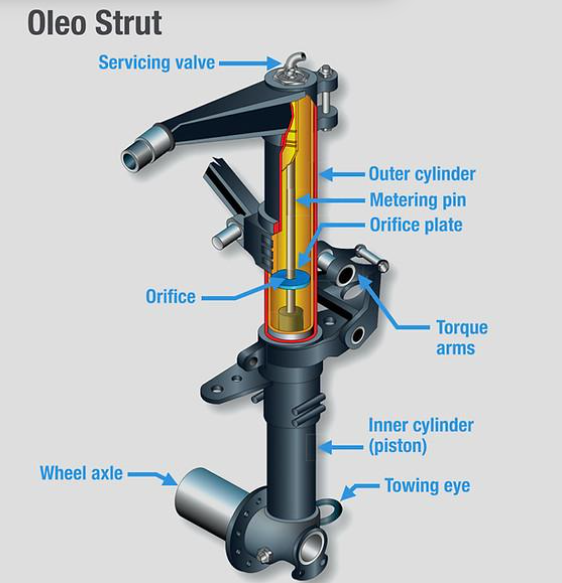 Oleo Strut
Servicing valve
Outer cylinder
Metering pin
Orifice plate
Orifice
Torque
arms
Inner cylinder
(piston)
Wheel axle
Towing eye